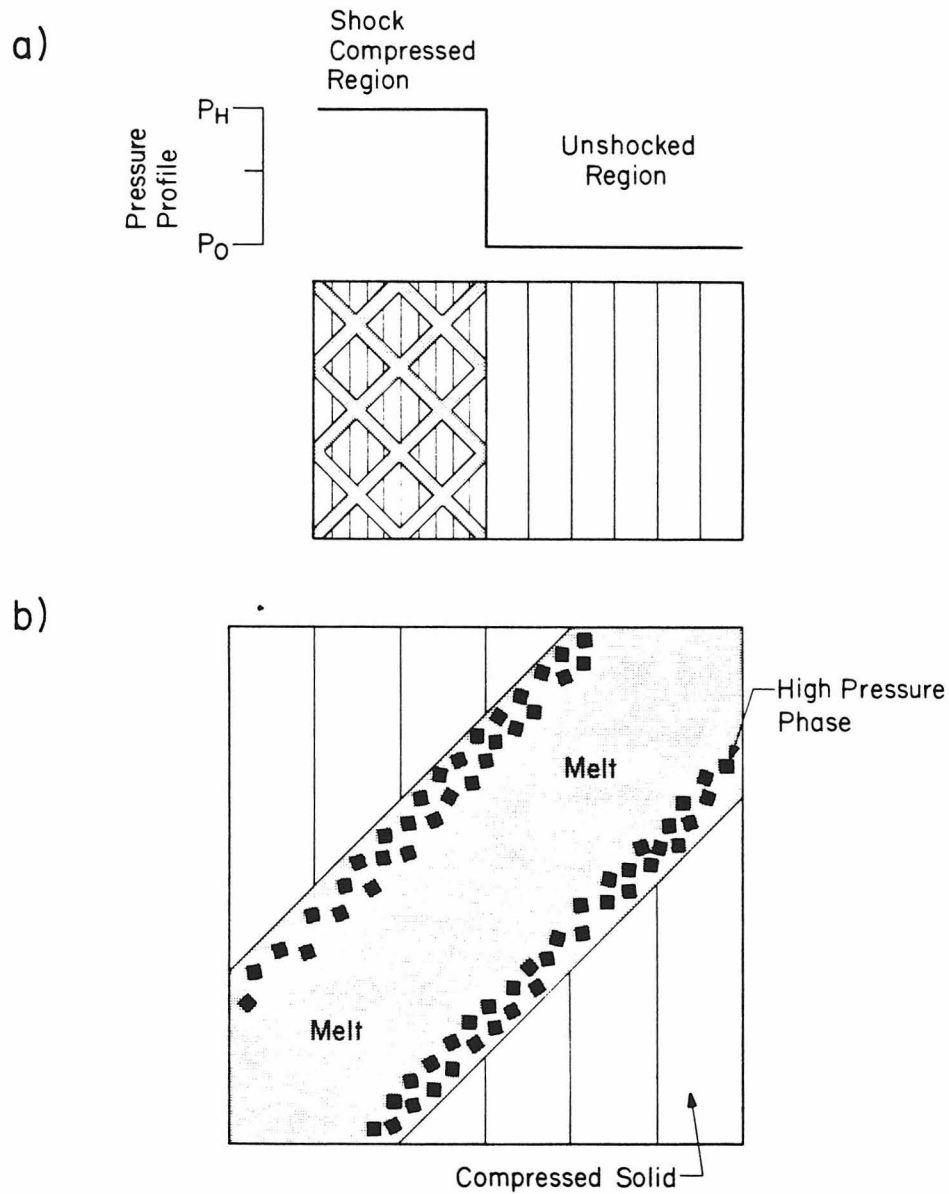 a)
Shock
Compressed
Region
P_H
Pressure
Profile
P_O
Unshocked
Region
b)
High Pressure
Phase
Melt
Melt
Compressed Solid